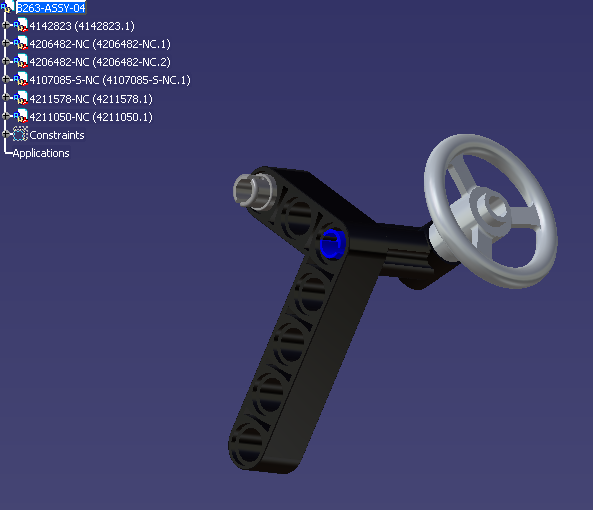 8263-ASSY-04
4142823 (4142823.1)
4206482-NC (4206482-NC.1)
4206482-NC (4206482-NC.2)
4107085-S-NC (4107085-S-NC.1)
4211578-NC (4211578.1)
4211050-NC (4211050.1)
Constraints
Applications